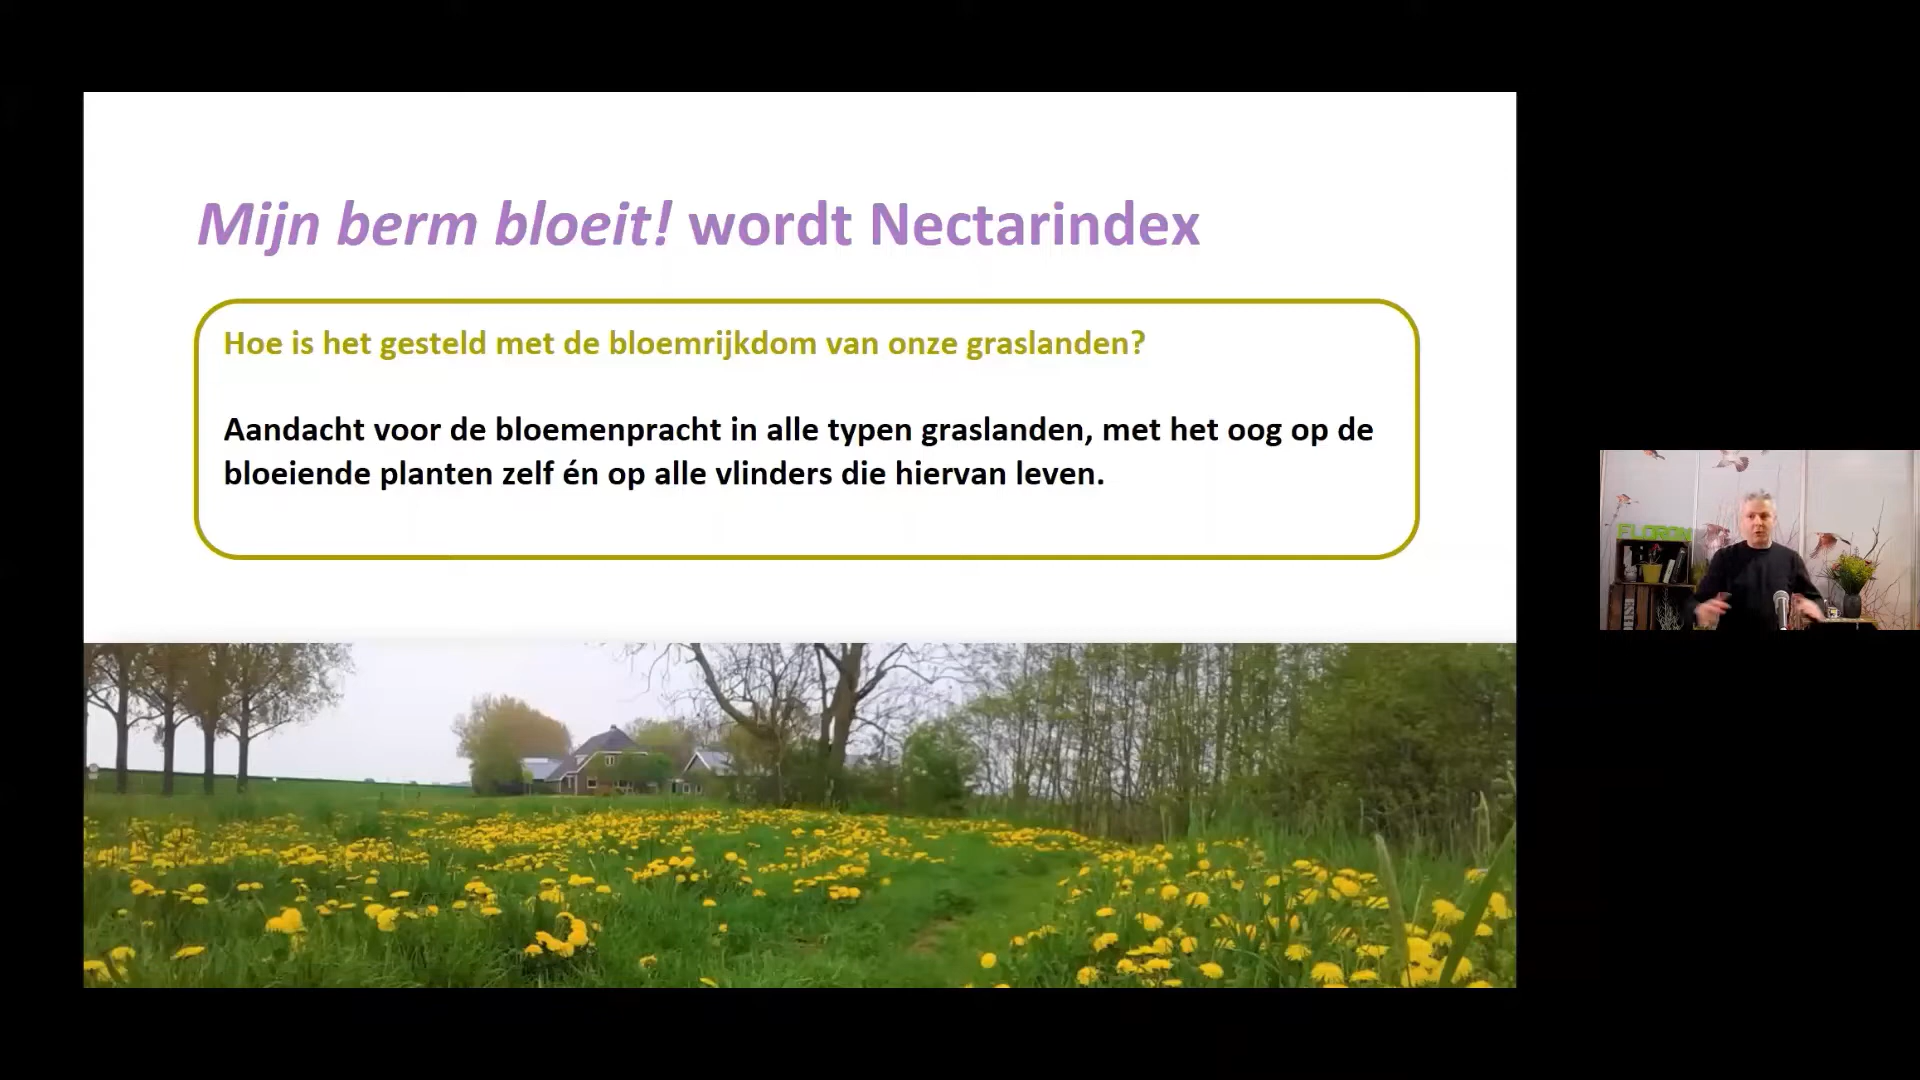 Mijn berm bloeit! wordt Nectarindex
Hoe is het gesteld met de bloemrijkdom van onze graslanden?
Aandacht voor de bloemenpracht in alle typen graslanden, met het oog op de
bloeiende planten zelf én op alle vlinders die hiervan leven.
FLORON